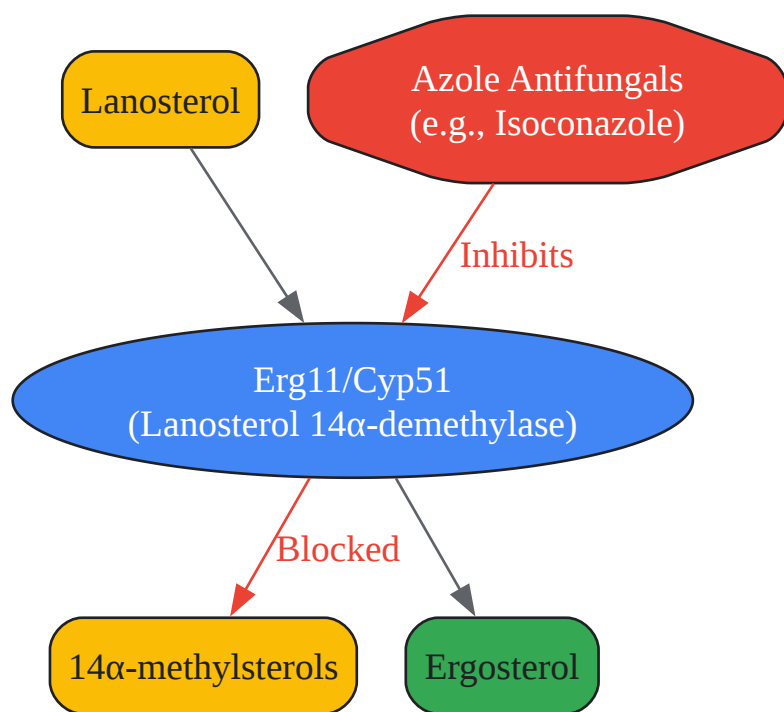 Lanosterol
Azole Antifungals
(e.g., Isoconazole)
Inhibits
Erg11/Cyp51
(Lanosterol 14α-demethylase)
Blocked
14α-methylsterols
Ergosterol